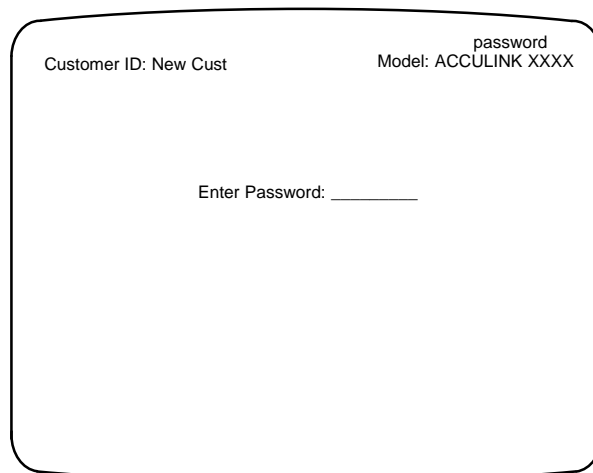 password
Customer ID: New Cust
Model: ACCULINK XXXX
Enter Password: _________